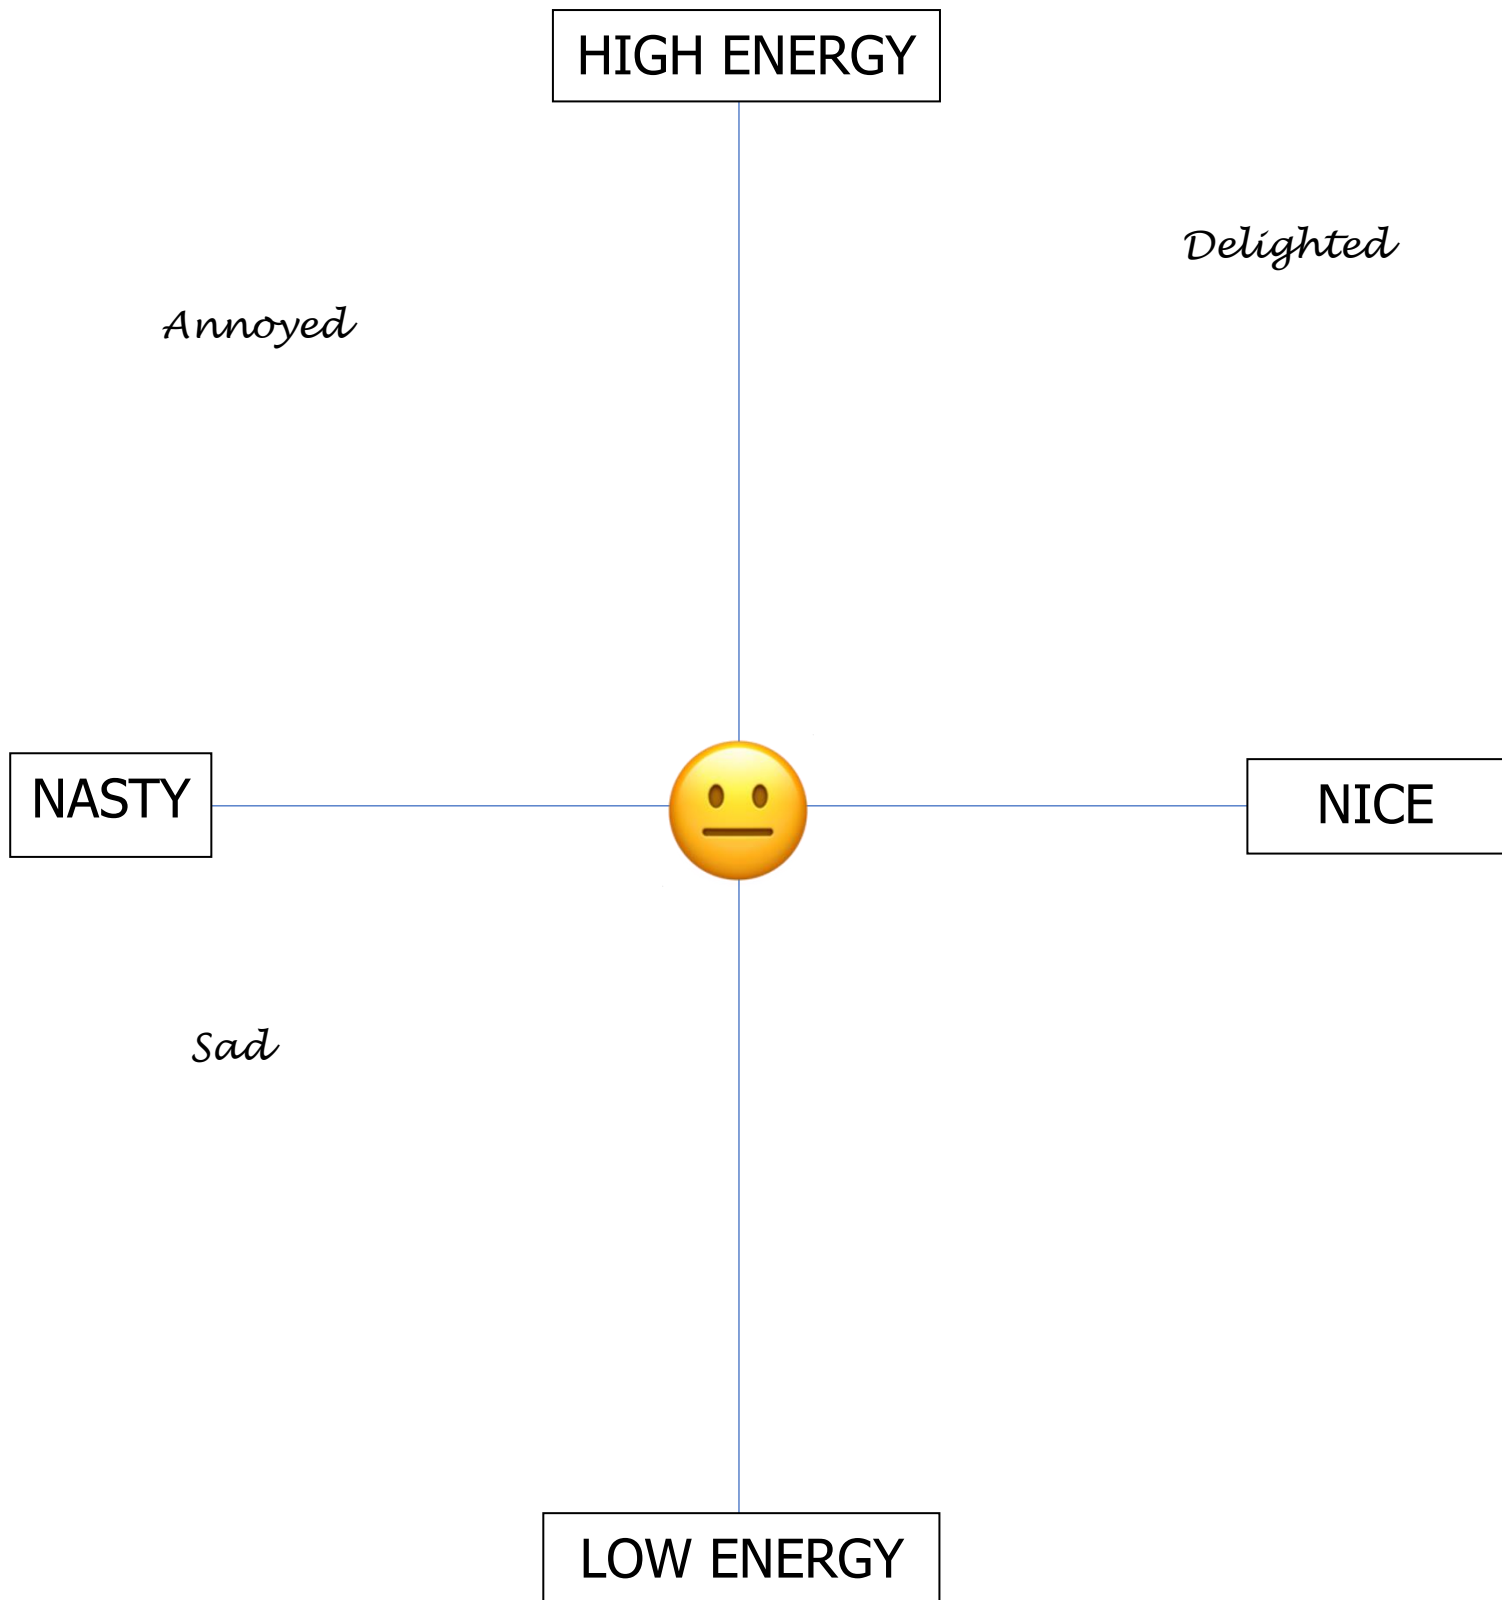 HIGH ENERGY
Delighted
Annoyed
NASTY
NICE
Sad
LOW ENERGY